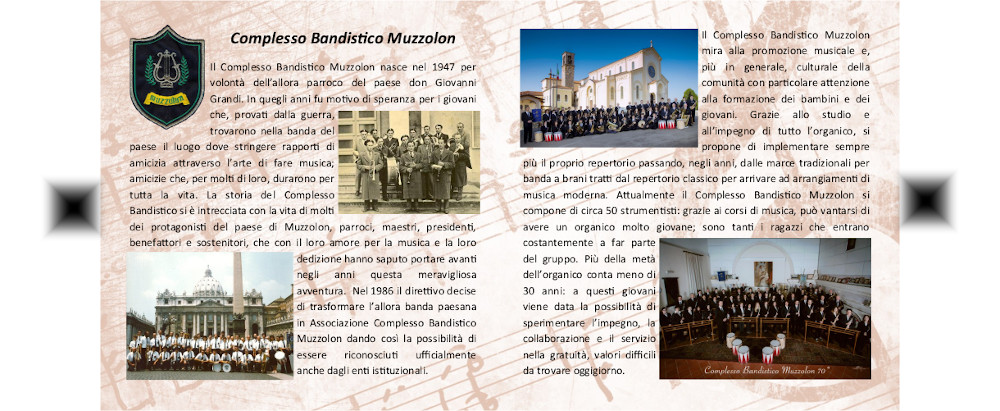 muzzolon
Complesso Bandistico Muzzolon
Il Complesso Bandistico Muzzolon nasce nel 1947 per
volontà dell'allora parroco del paese don Giovanni
Grandi. In quegli anni fu motivo di speranza per i giovani
che, provati dalla guerra,
trovarono nella banda del
paese il luogo dove stringere rapporti di
amicizia attraverso l'arte di fare musica;
amicizie che, per molti di loro, durarono per
tutta la vita. La storia del Complesso
Bandistico si è intrecciata con la vita di molti
dei protagonisti del paese di Muzzolon, parroci, maestri, presidenti,
benefattori e sostenitori, che con il loro amore per la musica e la loro
dedizione hanno saputo portare avanti
negli anni questa meravigliosa
avventura. Nel 1986 il direttivo decise
di trasformare l'allora banda paesana
in Associazione Complesso Bandistico
Muzzolon dando così la possibilità di
essere riconosciuti ufficialmente
anche dagli enti istituzionali.
Il Complesso Bandistico Muzzolon
mira alla promozione musicale e,
più in generale, culturale della
comunità con particolare attenzione
alla formazione dei bambini e dei
giovani. Grazie allo studio e
all'impegno di tutto l'organico, si
propone di implementare sempre
più il proprio repertorio passando, negli anni, dalle marce tradizionali per
banda a brani tratti dal repertorio classico per arrivare ad arrangiamenti di
musica moderna. Attualmente il Complesso Bandistico Muzzolon si
compone di circa 50 strumentisti: grazie ai corsi di musica, può vantarsi di
avere un organico molto giovane; sono tanti i ragazzi che entrano
costantemente a far parte
del gruppo. Più della metà
dell'organico conta meno di
30 anni: a questi giovani
viene data la possibilità di
sperimentare l'impegno, la
collaborazione e il servizio
nella gratuità, valori difficili
da trovare oggigiorno.
Complesso Bandistico Muzzolon 70°